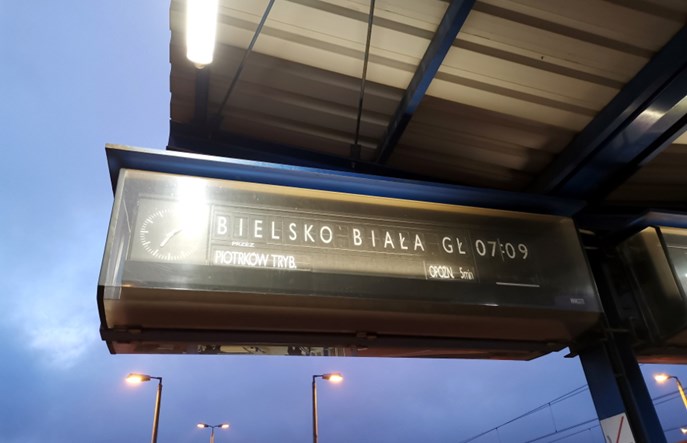 BIELSKO BIAŁA GŁ 07:09
PRZEZ
PIOTRKÓW TRYB. OPÓŹN. 5min